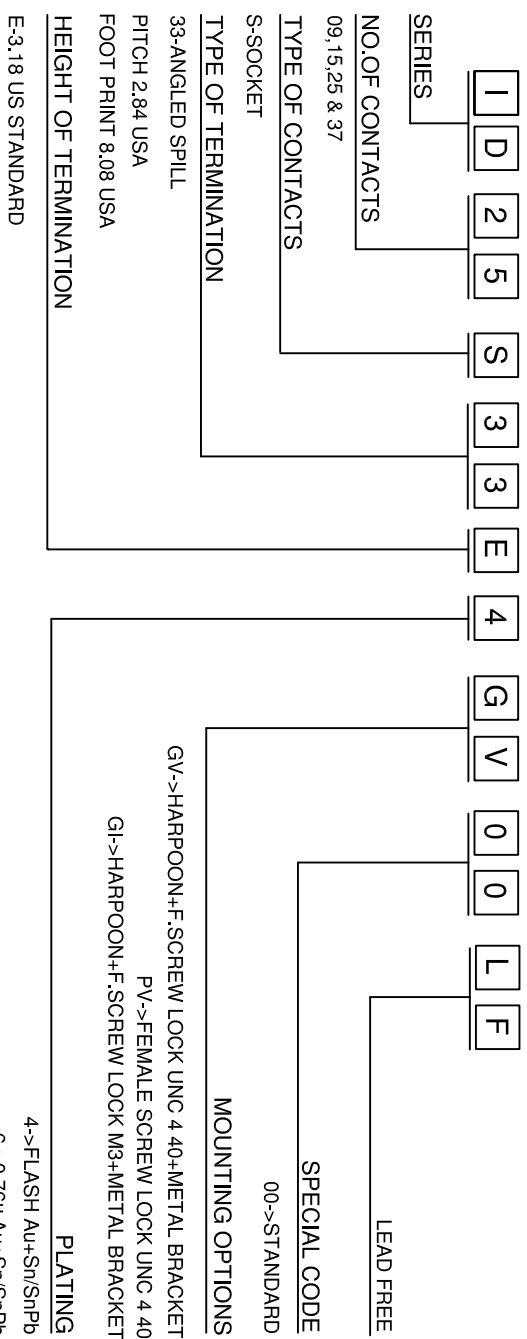 I D 2 5 S 3 3 E 4 G V 0 0 L F
SERIES
NO.OF CONTACTS
09,15,25 & 37
TYPE OF CONTACTS
S-SOCKET
TYPE OF TERMINATION
33-ANGLED SPILL
PITCH 2.84 USA
FOOT PRINT 8.08 USA
HEIGHT OF TERMINATION
E-3.18 US STANDARD
LEAD FREE
SPECIAL CODE
00->STANDARD
MOUNTING OPTIONS
GV->HARPOON+F.SCREW LOCK UNC 4 40+METAL BRACKET
PV->FEMALE SCREW LOCK UNC 4 40
GI->HARPOON+F.SCREW LOCK M3+METAL BRACKET
PLATING
4->FLASH Au+Sn/SnPb